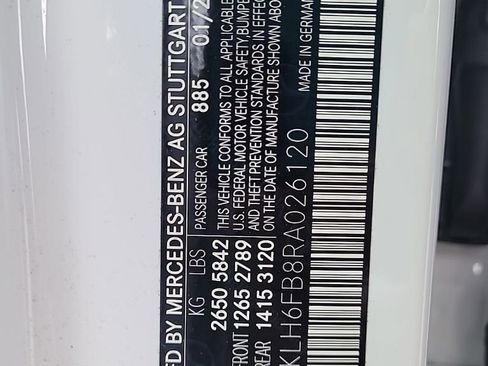 FD BY MERCEDES-BENZ AG STUTTGART
PASSENGER CAR 885 01/2
KG LBS
2650 5842
FRONT 1265 2789
REAR 1415 3120
THIS VEHICLE CONFORMS TO ALL APPLICABLE
U.S. FEDERAL MOTOR VEHICLE SAFETY, BUMPE
AND THEFT PREVENTION STANDARDS IN EFFEC
ON THE DATE OF MANUFACTURE SHOWN ABOV
KLH6FB8RA026120
MADE IN GERMAN